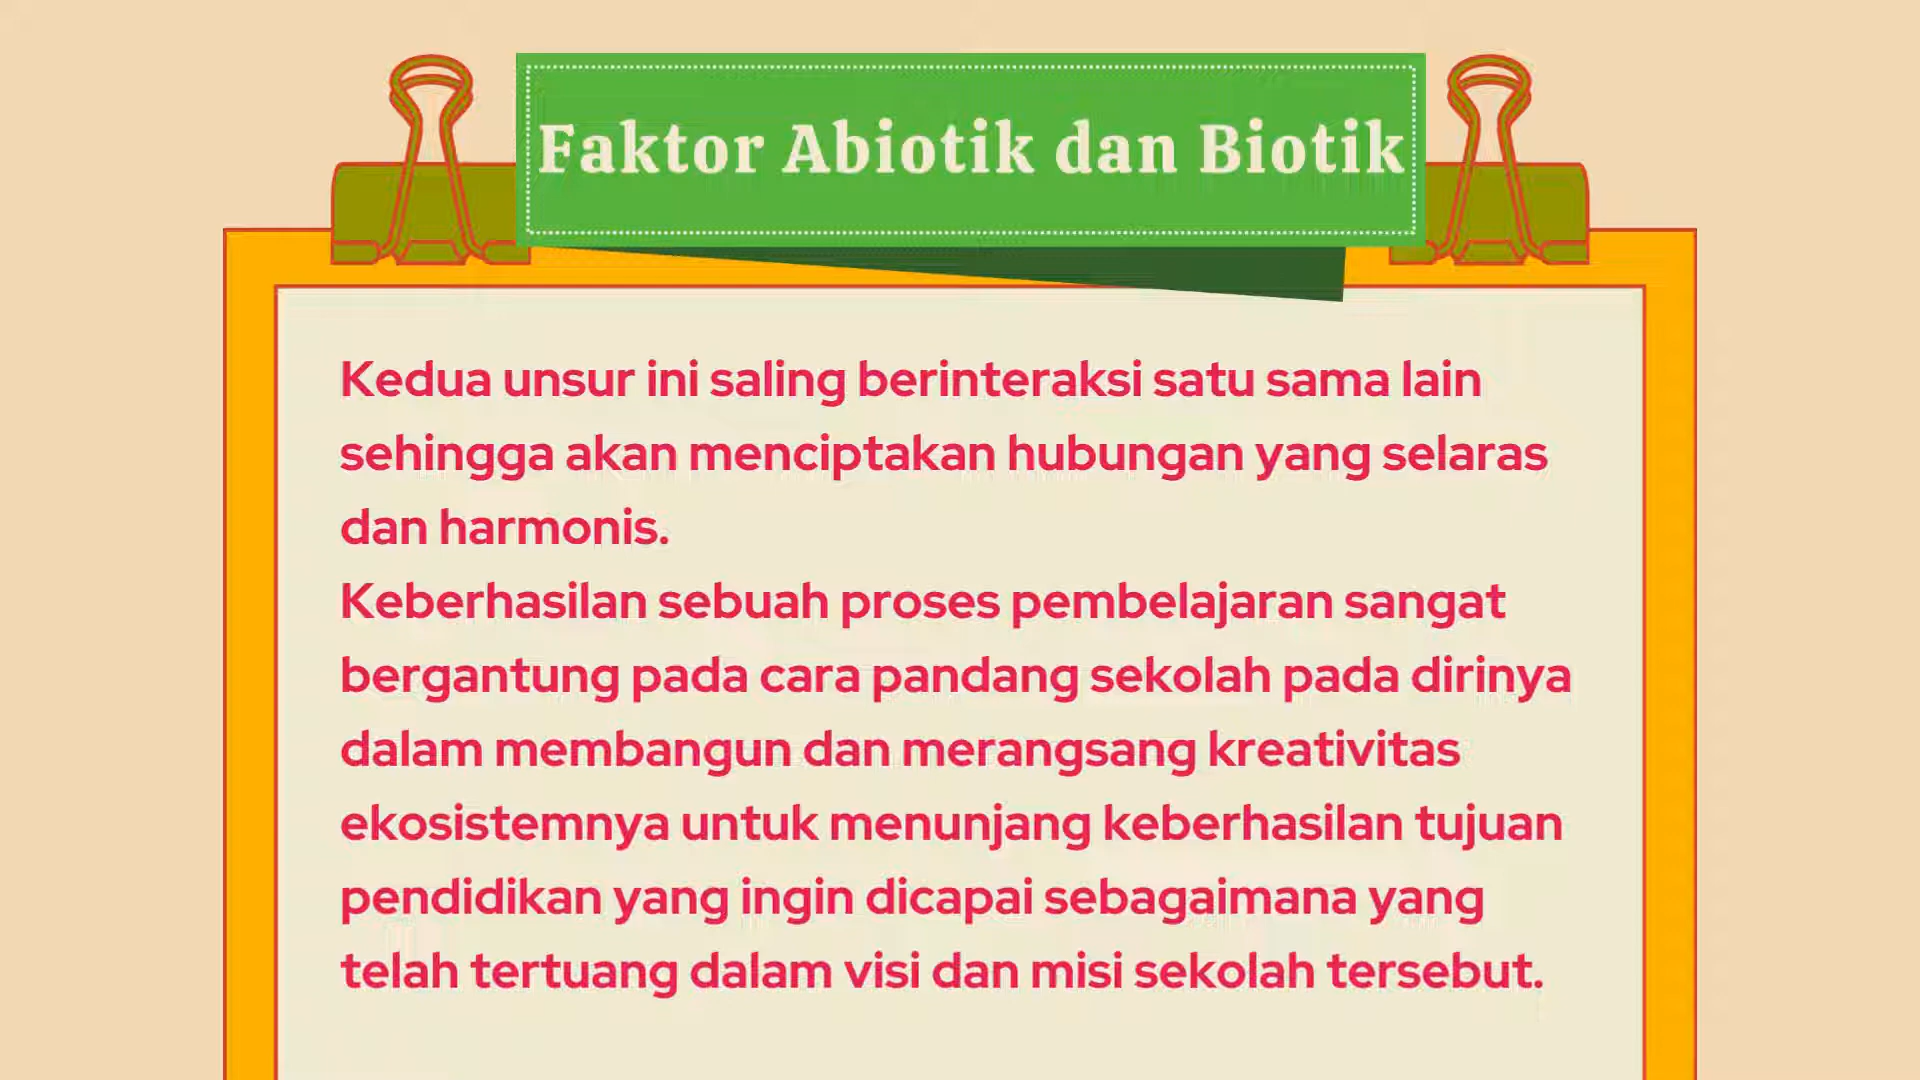 Faktor Abiotik dan Biotik
Kedua unsur ini saling berinteraksi satu sama lain
sehingga akan menciptakan hubungan yang selaras
dan harmonis.
Keberhasilan sebuah proses pembelajaran sangat
bergantung pada cara pandang sekolah pada dirinya
dalam membangun dan merangsang kreativitas
ekosistemnya untuk menunjang keberhasilan tujuan
pendidikan yang ingin dicapai sebagaimana yang
telah tertuang dalam visi dan misi sekolah tersebut.